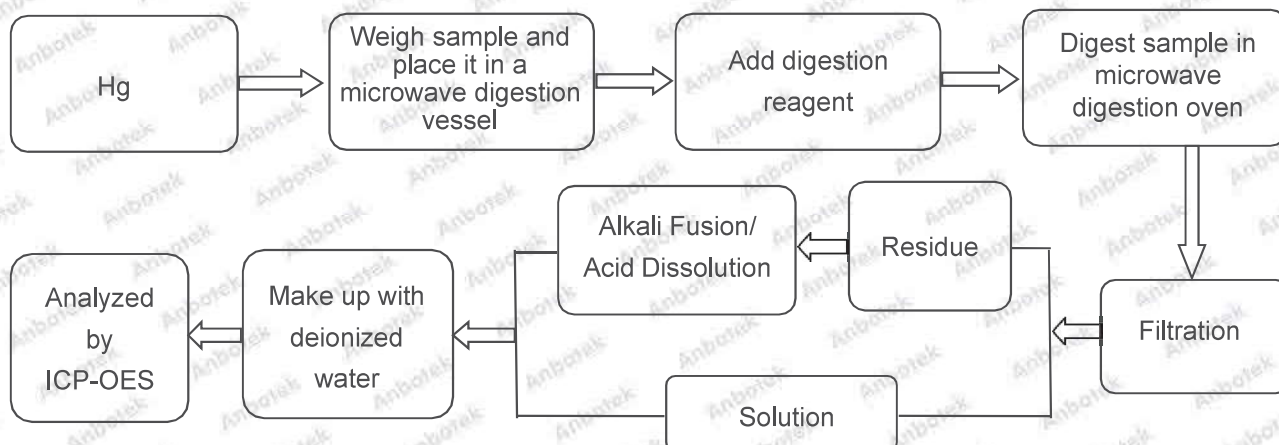 Hg
Weigh sample and
place it in a
microwave digestion
vessel
Add digestion
reagent
Digest sample in
microwave
digestion oven
Filtration
Residue
Alkali Fusion/
Acid Dissolution
Solution
Make up with
deionized
water
Analyzed
by
ICP-OES
Anbotek